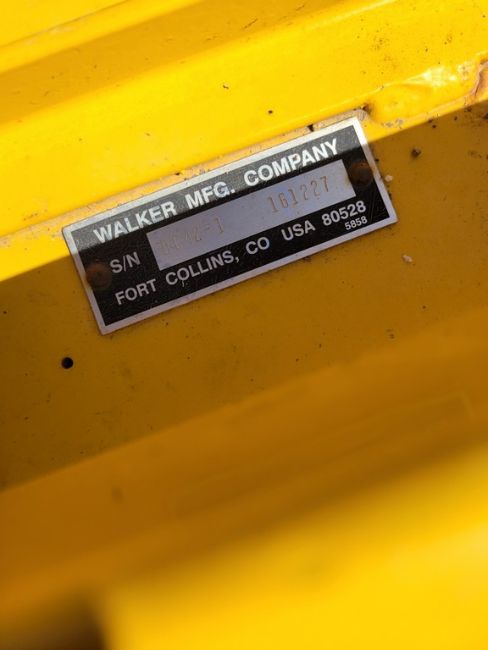 WALKER MFG. COMPANY
S/N 161227
FORT COLLINS, CO USA 80528
5858